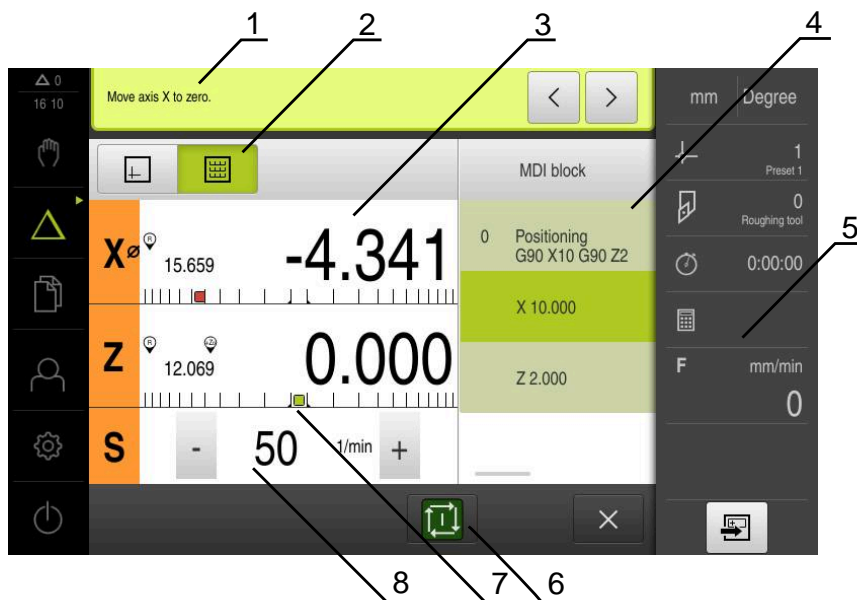 1
2
3
4
Δ 0
16 10
Move axis X to zero.
<
>
mm Degree
MDI block
1
Preset 1
0
Roughing tool
5
X ⌀
R
15.659
-4.341
0 Positioning
G90 X10 G90 Z2
0:00:00
X 10.000
Z
R
12.069
0.000
Z 2.000
F mm/min
0
S
-
50
1/min
+
8
7
6